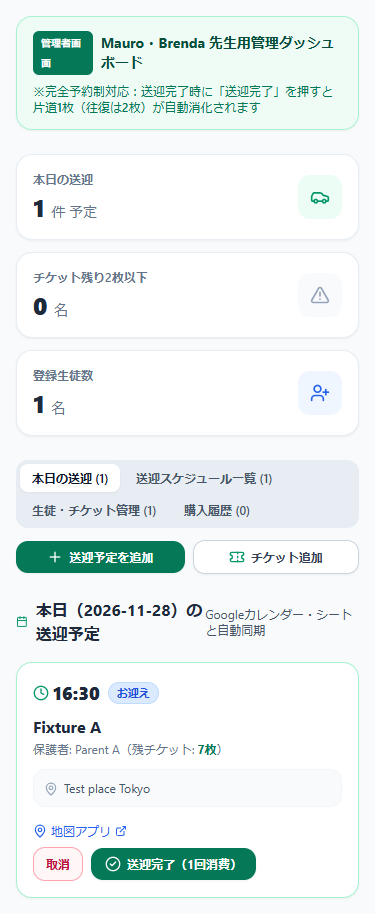 管理者画
面
Mauro・Brenda 先生用管理ダッシュ
ボード
※完全予約制対応：送迎完了時に「送迎完了」を押すと
片道1枚（往復は2枚）が自動消化されます
本日の送迎
1 件 予定
チケット残り2枚以下
0 名
登録生徒数
1 名
本日の送迎 (1)
送迎スケジュール一覧 (1)
生徒・チケット管理 (1)
購入履歴 (0)
送迎予定を追加
チケット追加
本日（2026-11-28）の
送迎予定
Googleカレンダー・シート
と自動同期
16:30 お迎え
Fixture A
保護者: Parent A（残チケット: 7枚）
Test place Tokyo
地図アプリ
取消
送迎完了（1回消費）